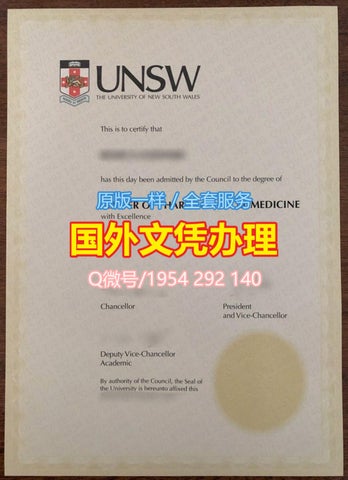 UNSW
THE UNIVERSITY OF NEW SOUTH WALES
This is to certify that
has this day been admitted by the Council to the degree of
原版一样/全套服务
MEDICINE
with Excellence
国外文凭办理
Q微号/1954 292 140
Chancellor
President
and Vice-Chancellor
Deputy Vice-Chancellor
Academic
By authority of the Council, the Seal of
the University is hereunto affixed this